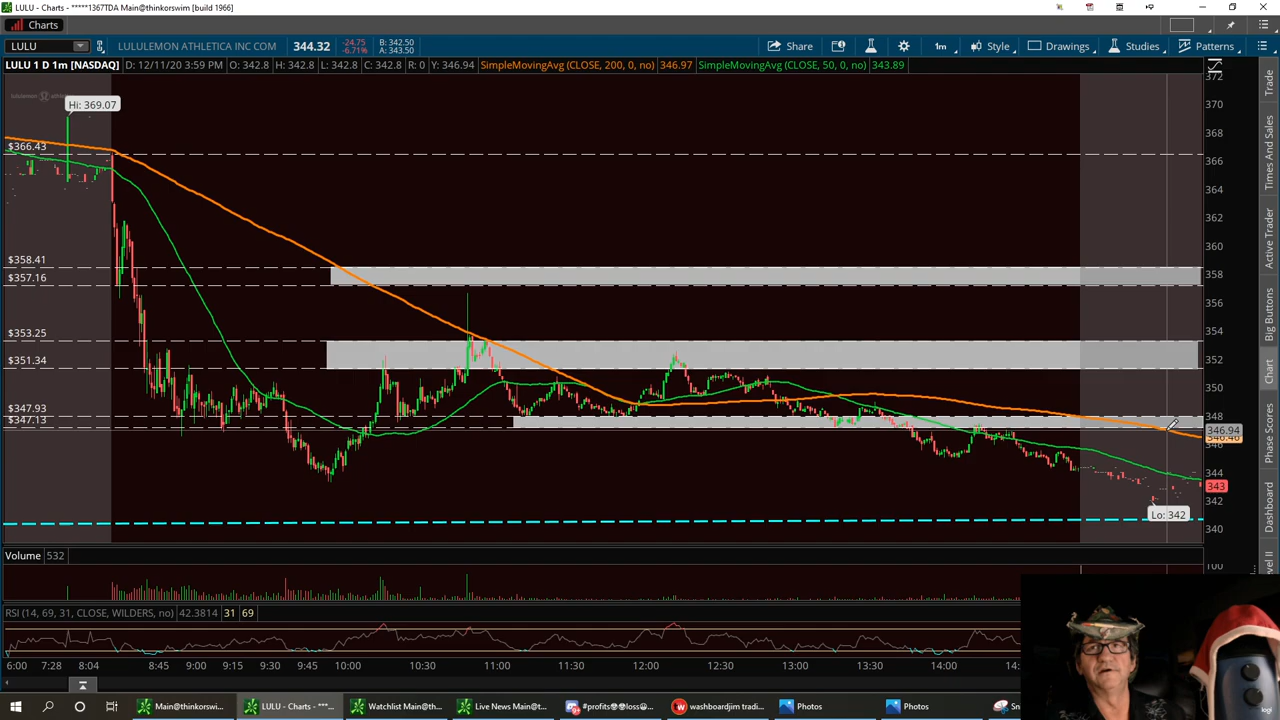 LULU - Charts - *****1367TDA Main@thinkorswim [build 1966]
Charts
LULU LULULEMON ATHLETICA INC COM 344.32 -24.75 -6.71% B: 342.50 A: 343.50 Share 1m Style Drawings Studies Patterns
LULU 1 D 1m [NASDAQ] D: 12/11/20 3:59 PM O: 342.8 H: 342.8 L: 342.8 C: 342.8 R: 0 Y: 346.94 SimpleMovingAvg (CLOSE, 200, 0, no) 346.97 SimpleMovingAvg (CLOSE, 50, 0, no) 343.89
372
Hi: 369.07
370
368
$366.43
366
364
362
360
$358.41
358
$357.16
356
$353.25
354
$351.34
352
350
$347.93
348
$347.13
346.94
346.46
344
343
342
Lo: 342
340
Volume 532
100
RSI (14, 69, 31, CLOSE, WILDERS, no) 42.3814 31 69
6:00 7:28 8:04 8:45 9:00 9:15 9:30 9:45 10:00 10:30 11:00 11:30 12:00 12:30 13:00 13:30 14:00
Trade
Times And Sales
Active Trader
Big Buttons
Chart
Phase Scores
Dashboard
Main@thinkorswi... LULU - Charts - ***... Watchlist Main@th... Live News Main@t... washboardjim tradi... Photos Photos
logi